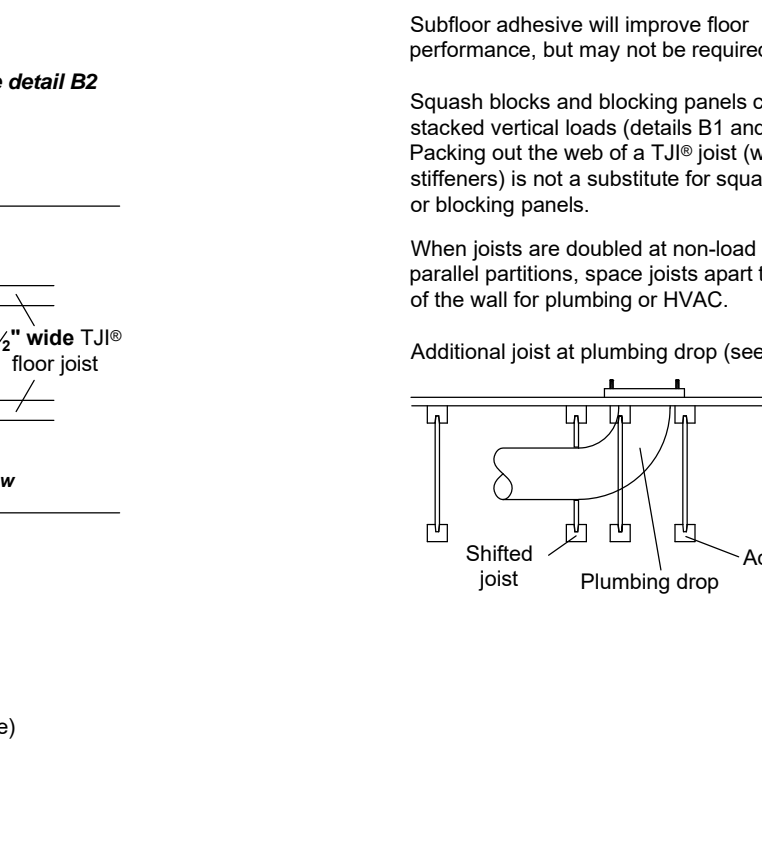 detail B2
" wide TJI®
floor joist
Subfloor adhesive will improve floor
performance, but may not be
Squash blocks and blocking panels
stacked vertical loads (details B1
Packing out the web of a TJI® joist
stiffeners) is not a substitute for
or blocking panels.
When joists are doubled at non-load
parallel partitions, space joists apart
of the wall for plumbing or HVAC.
Additional joist at plumbing drop (see
Shifted
joist
Plumbing drop